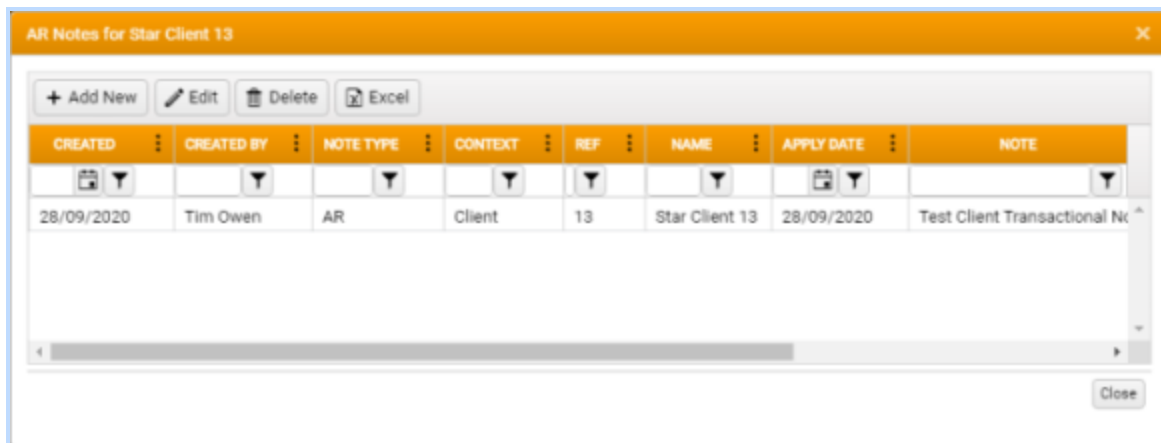 AR Notes for Star Client 13
Add New Edit Delete Excel
CREATED CREATED BY NOTE TYPE CONTEXT REF NAME APPLY DATE NOTE
28/09/2020 Tim Owen AR Client 13 Star Client 13 28/09/2020 Test Client Transactional
Close